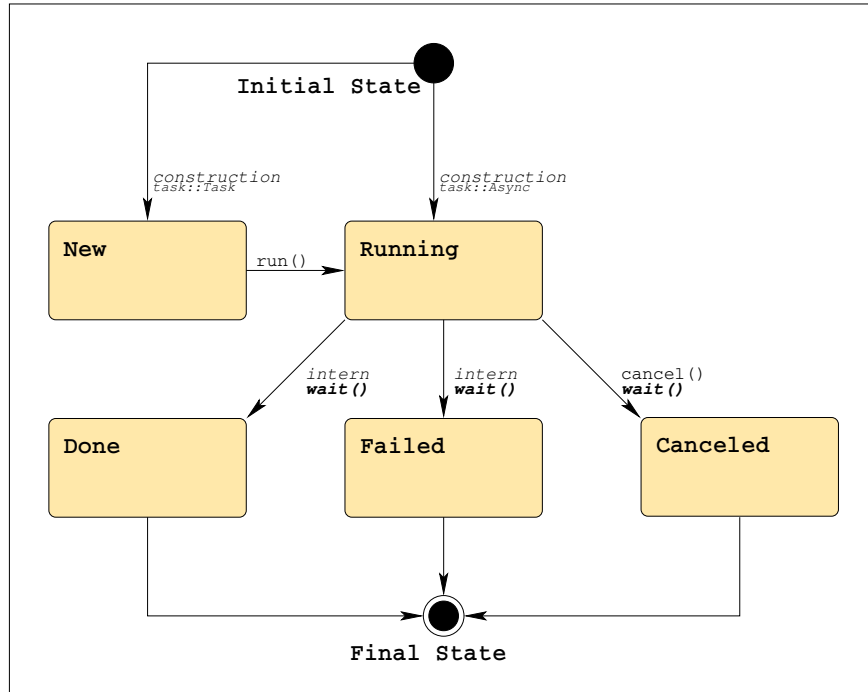 Initial State
construction
task::Task
construction
task::Async
New
run()
Running
intern
wait()
intern
wait()
cancel()
wait()
Done
Failed
Canceled
Final State